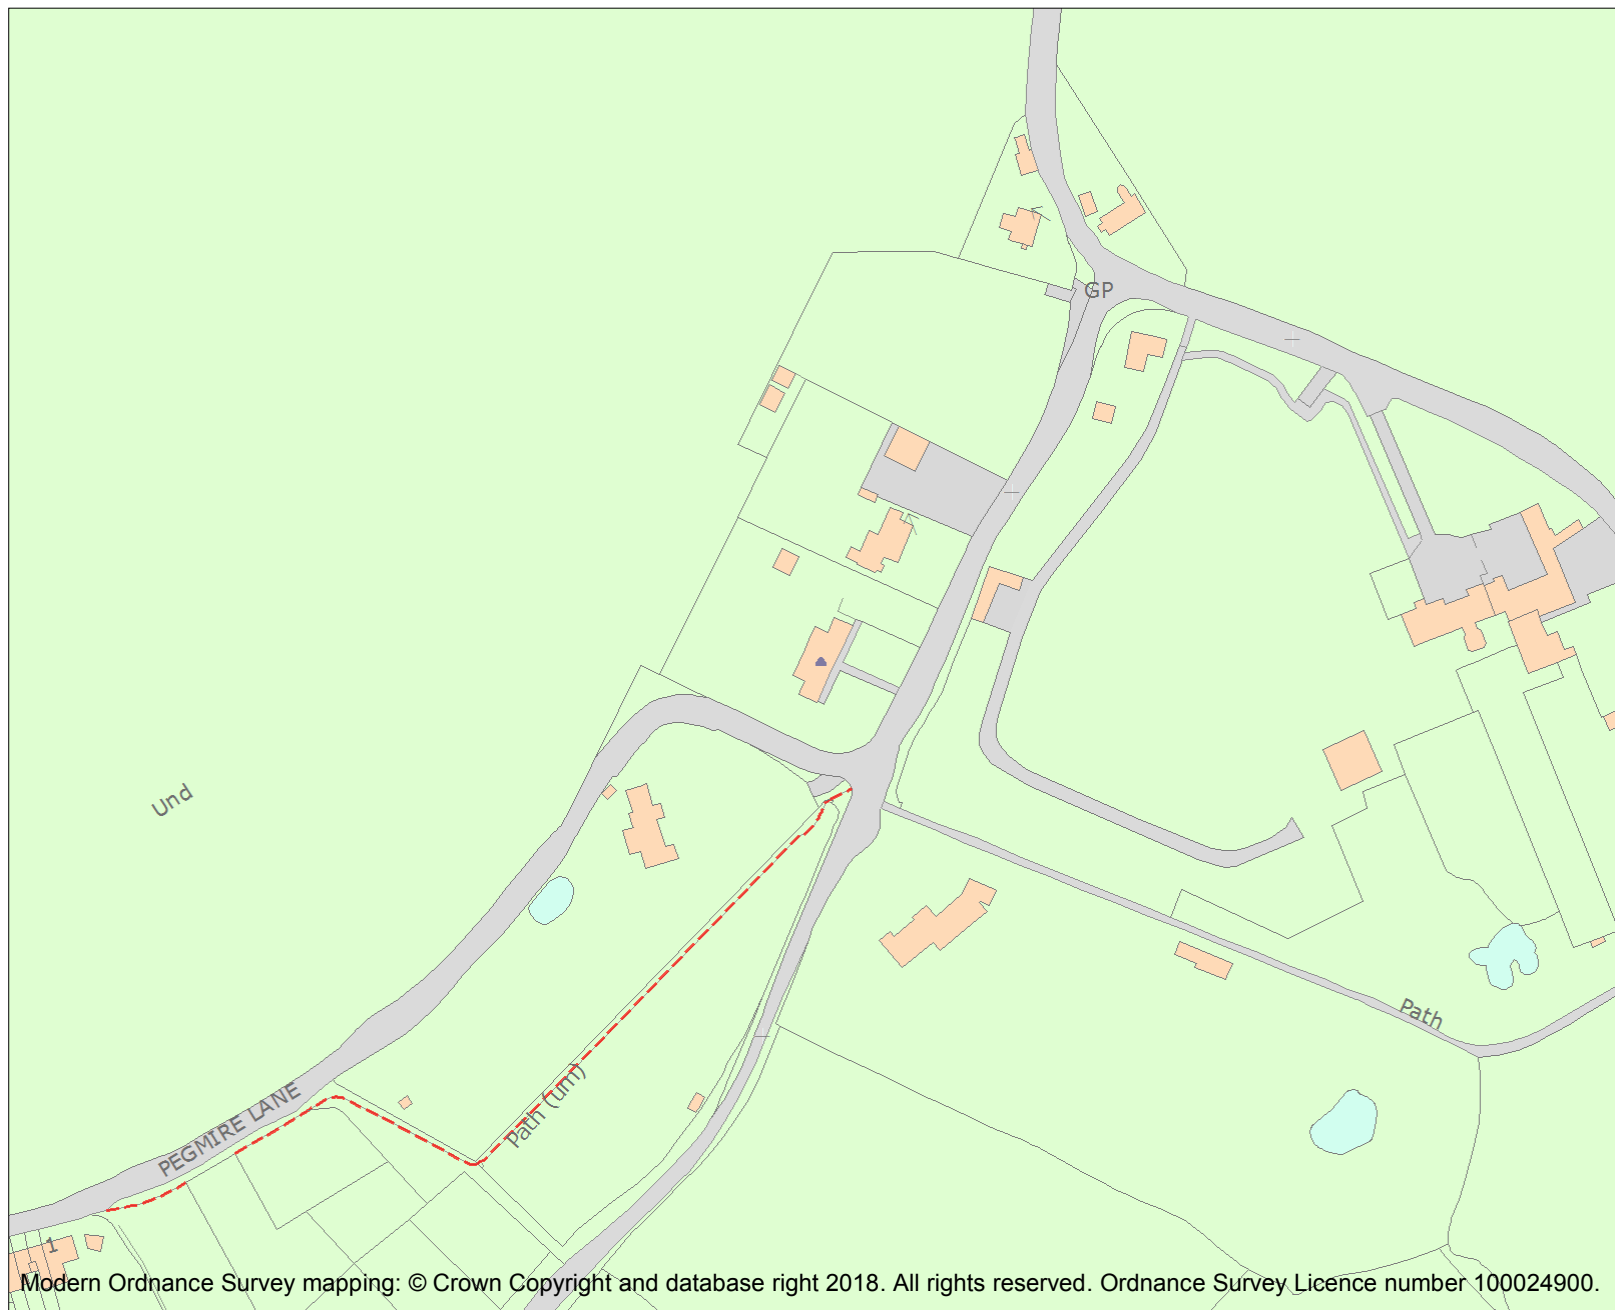 GP
Und
Path
Path (um)
PEGMIRE LANE
1
Modern Ordnance Survey mapping: © Crown Copyright and database right 2018. All rights reserved. Ordnance Survey Licence number 100024900.